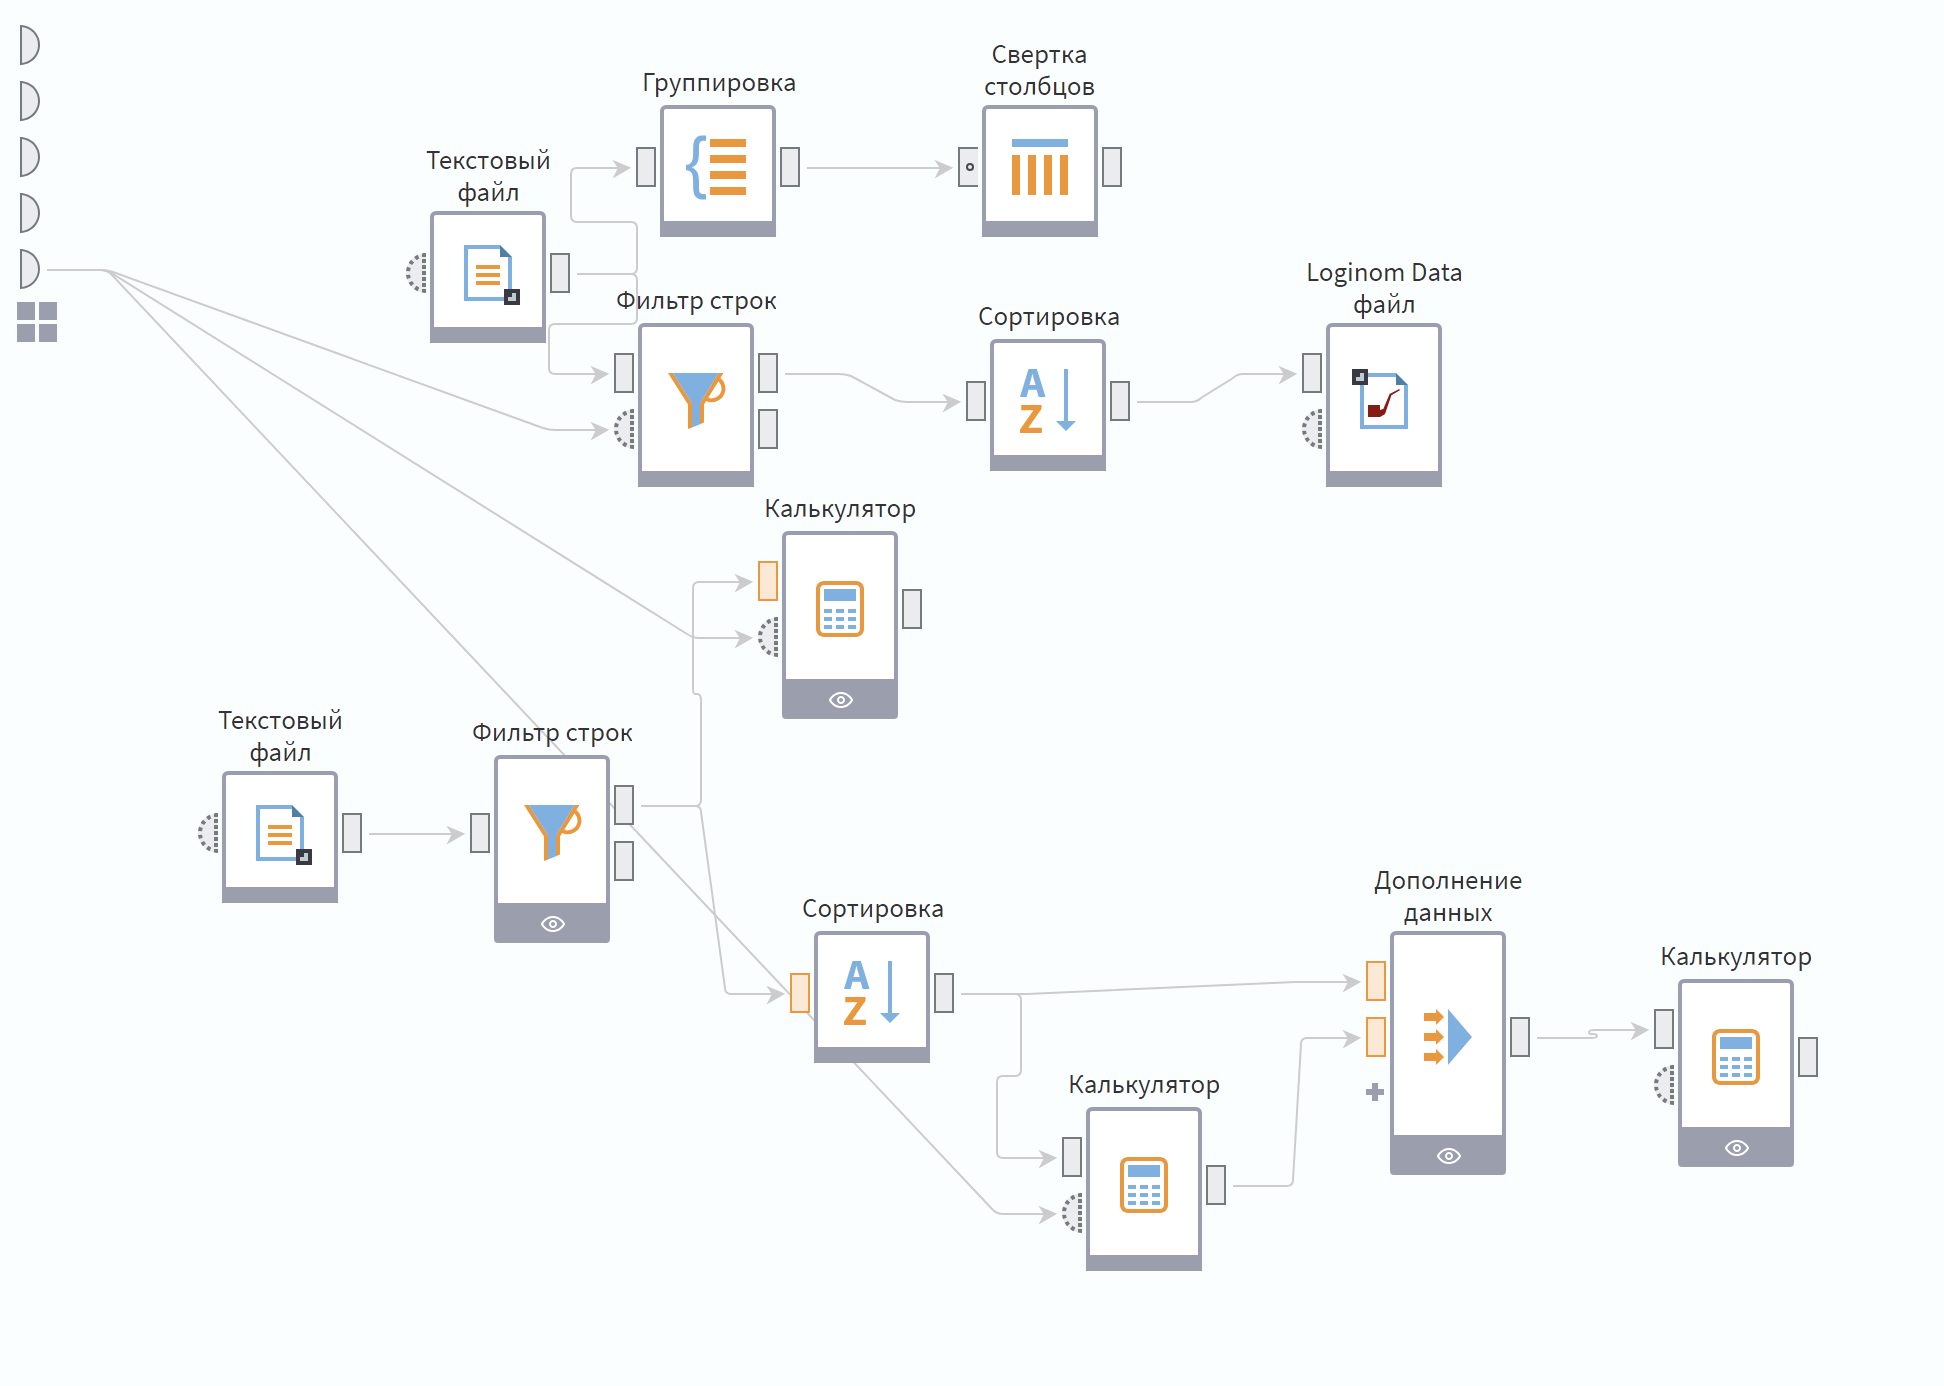 Свертка
столбцов
Группировка
Текстовый
файл
Loginom Data
файл
Фильтр строк
Сортировка
Калькулятор
Текстовый
файл
Фильтр строк
Дополнение
данных
Сортировка
Калькулятор
Калькулятор